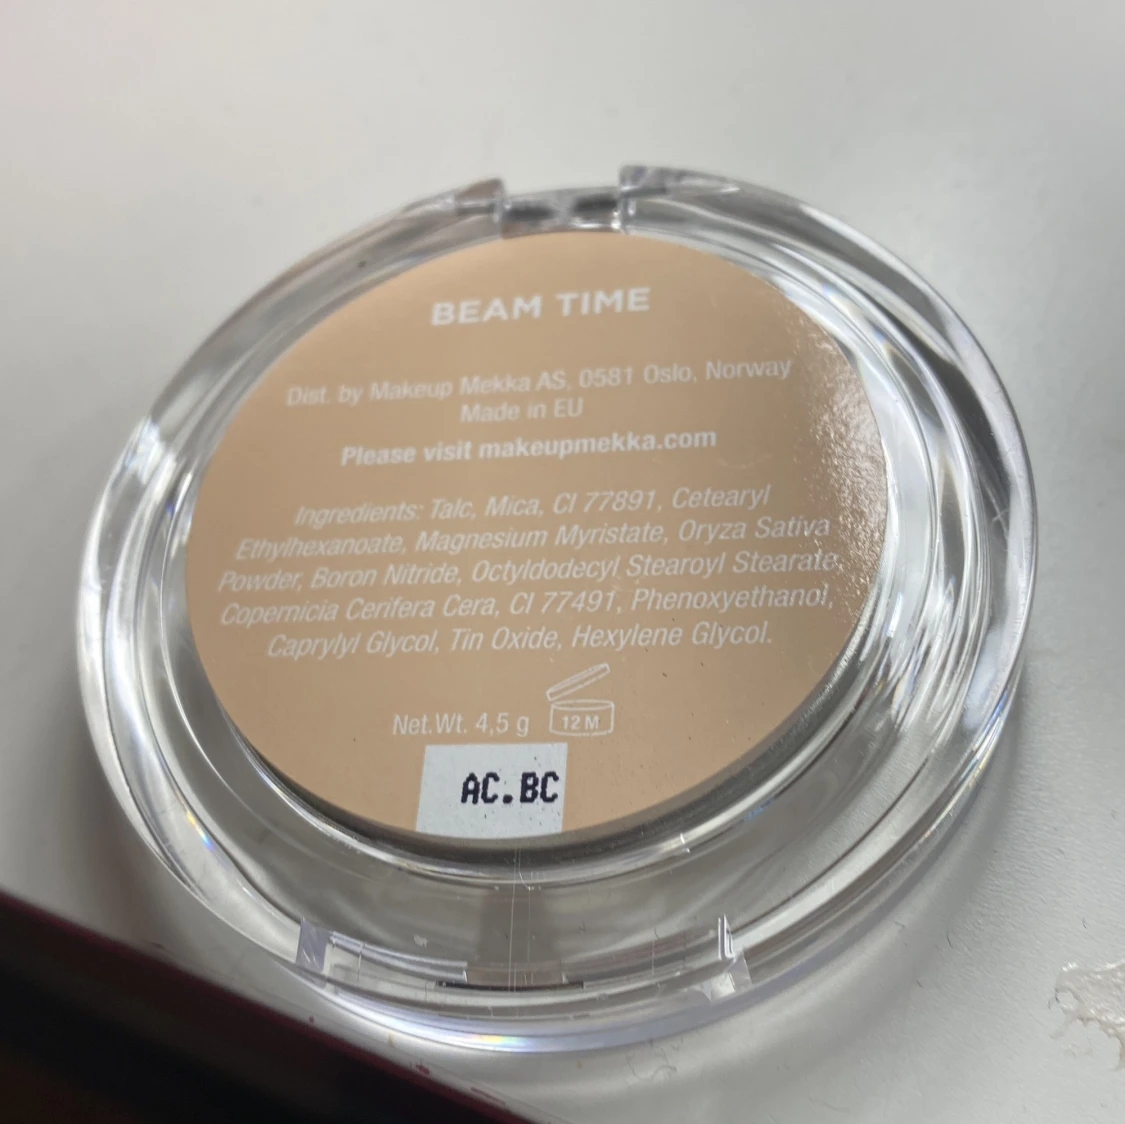 BEAM TIME
Dist. by Makeup Mekka AS, 0581 Oslo, Norway
Made in EU
Please visit makeupmekka.com
Ingredients: Talc, Mica, CI 77891, Cetearyl
Ethylhexanoate, Magnesium Myristate, Oryza Sativa
Powder, Boron Nitride, Octyldodecyl Stearoyl Stearate,
Copernicia Cerifera Cera, CI 77491, Phenoxyethanol,
Caprylyl Glycol, Tin Oxide, Hexylene Glycol.
Net.Wt. 4,5 g 12 M
AC.BC